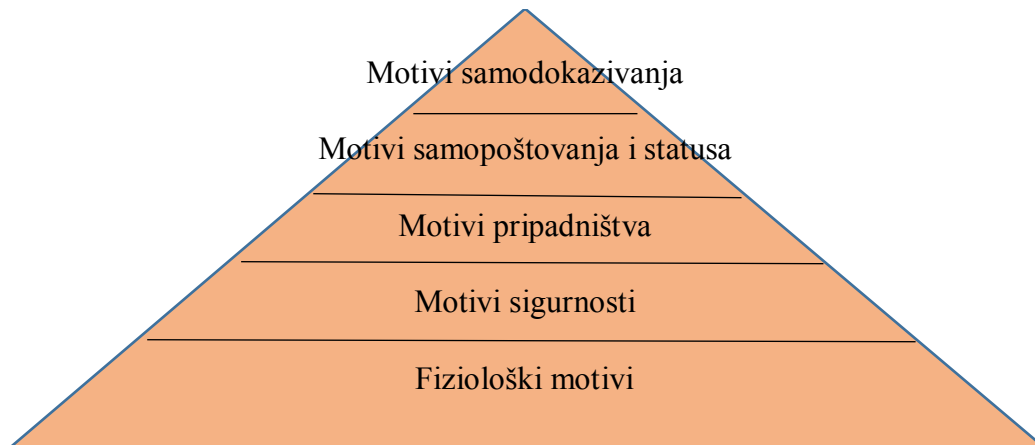 Motivi samodokazivanja
Motivi samopoštovanja i statusa
Motivi pripadništva
Motivi sigurnosti
Fiziološki motivi